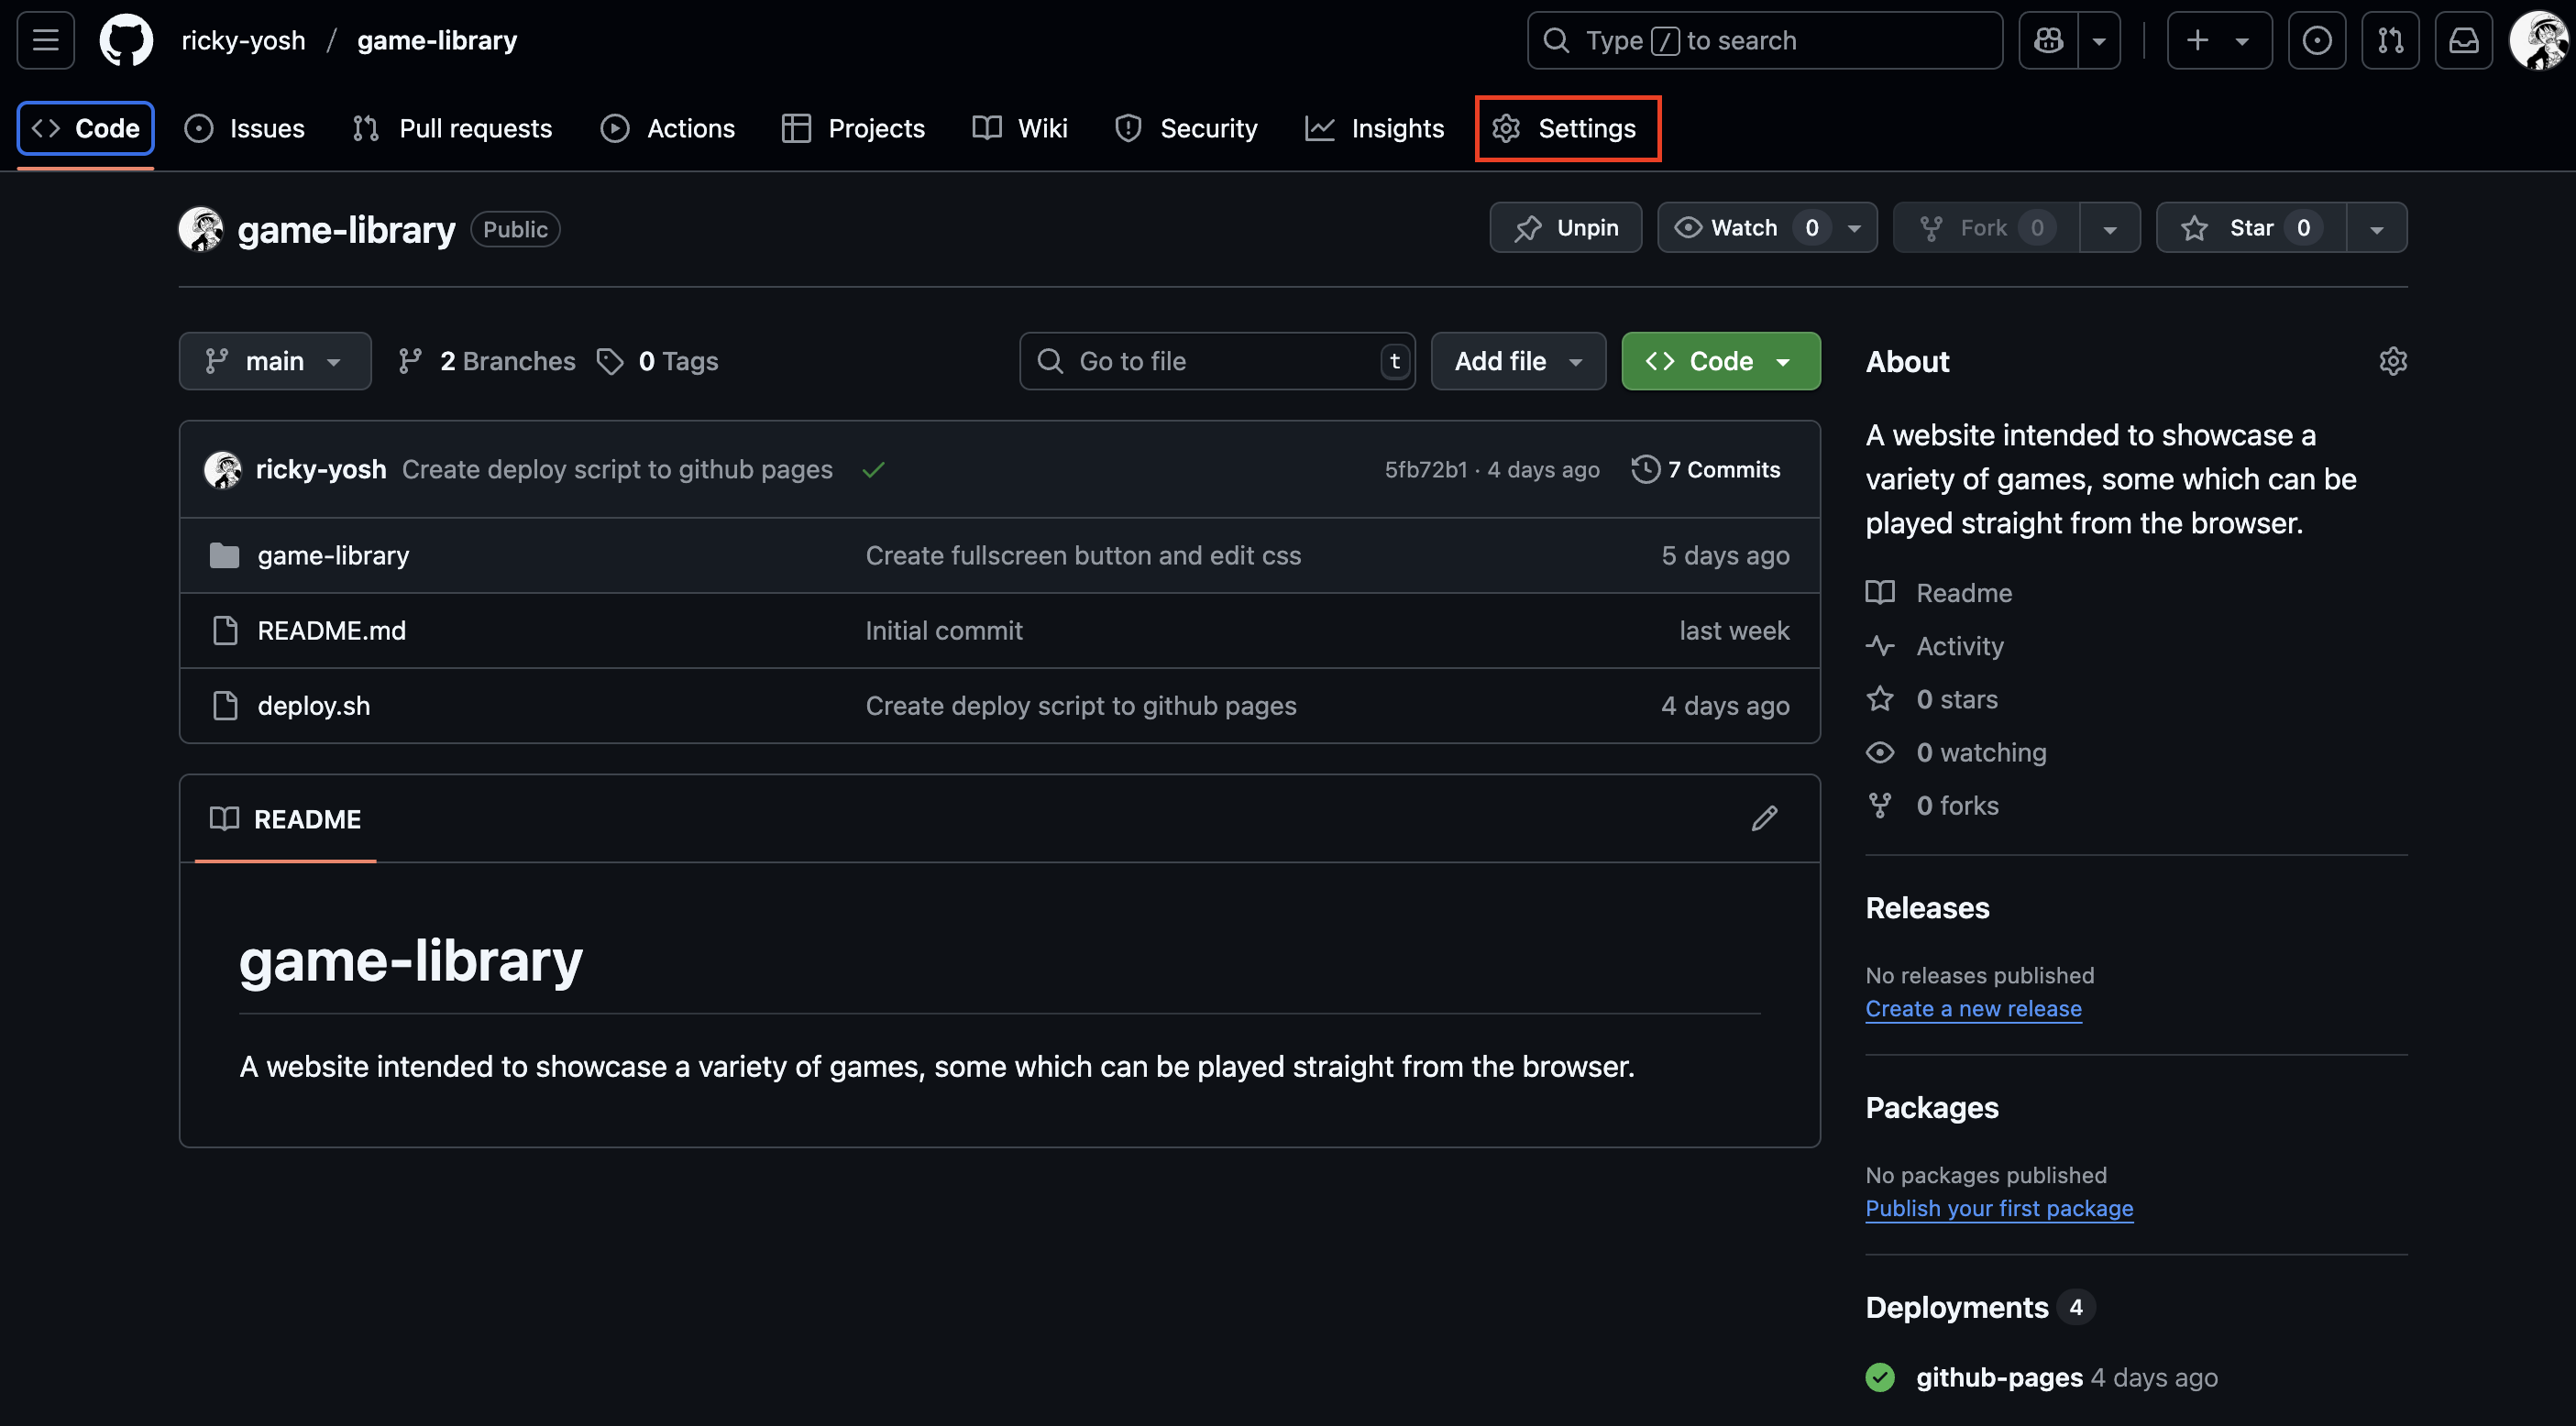 ricky-yosh / game-library
Type / to search
Code Issues Pull requests Actions Projects Wiki Security Insights Settings
game-library Public
Unpin Watch 0 Fork 0 Star 0
main 2 Branches 0 Tags
Go to file t
Add file
Code
ricky-yosh Create deploy script to github pages 5fb72b1 · 4 days ago 7 Commits
game-library Create fullscreen button and edit css 5 days ago
README.md Initial commit last week
deploy.sh Create deploy script to github pages 4 days ago
README
game-library
A website intended to showcase a variety of games, some which can be played straight from the browser.
About
A website intended to showcase a
variety of games, some which can be
played straight from the browser.
Readme
Activity
0 stars
0 watching
0 forks
Releases
No releases published
Create a new release
Packages
No packages published
Publish your first package
Deployments 4
github-pages 4 days ago